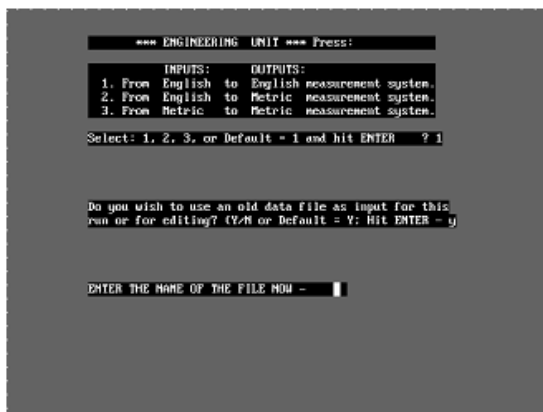 *** ENGINEERING UNIT *** Press:
INPUTS: OUTPUTS:
1. From English to English measurement system.
2. From English to Metric measurement system.
3. From Metric to Metric measurement system.
Select: 1, 2, 3, or Default = 1 and hit ENTER ? 1
Do you wish to use an old data file as input for this
run or for editing? (Y/N or Default = Y: Hit ENTER - y
ENTER THE NAME OF THE FILE NOW -